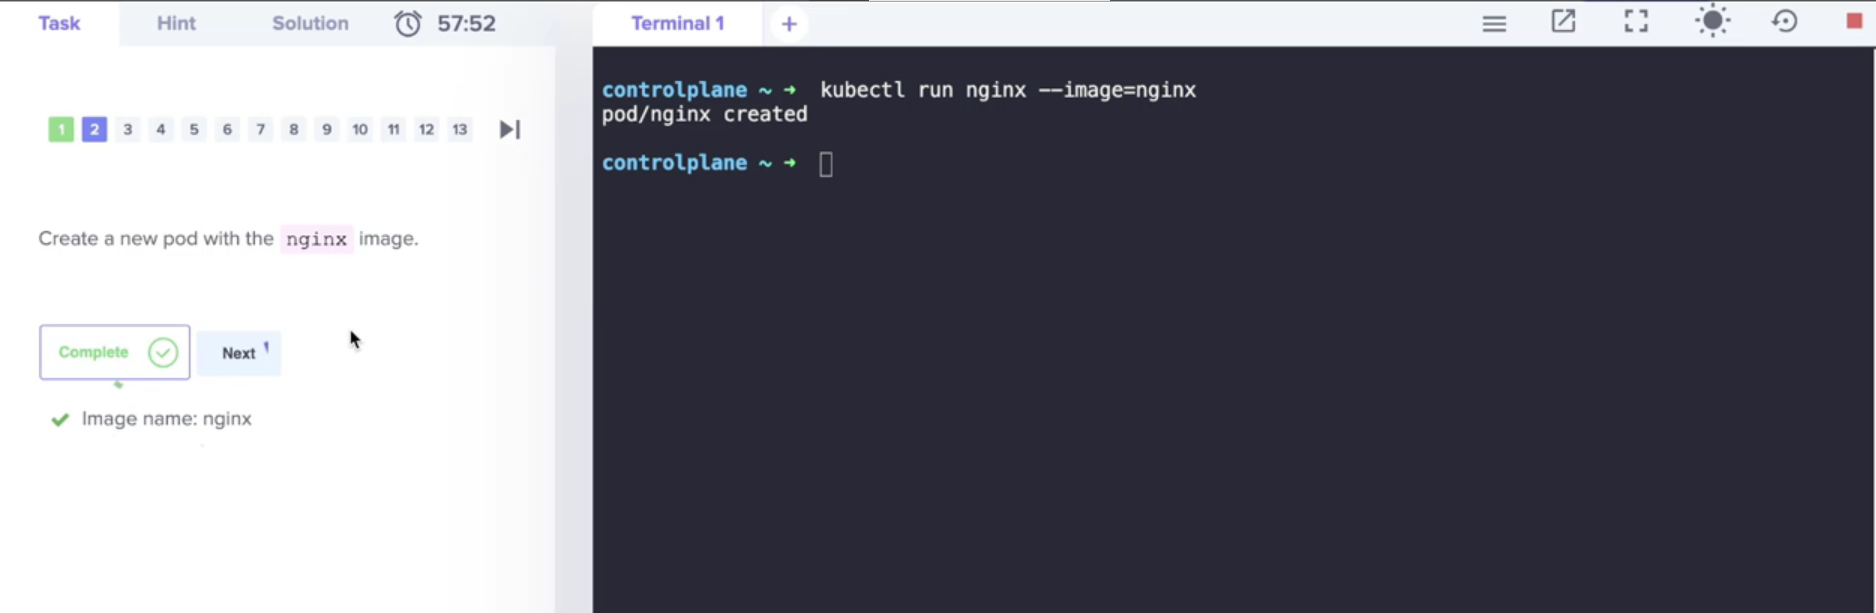 Task Hint Solution 57:52
1 2 3 4 5 6 7 8 9 10 11 12 13
Create a new pod with the nginx image.
Complete Next
Image name: nginx
Terminal 1 +
controlplane ~ ➜ kubectl run nginx --image=nginx
pod/nginx created
controlplane ~ ➜